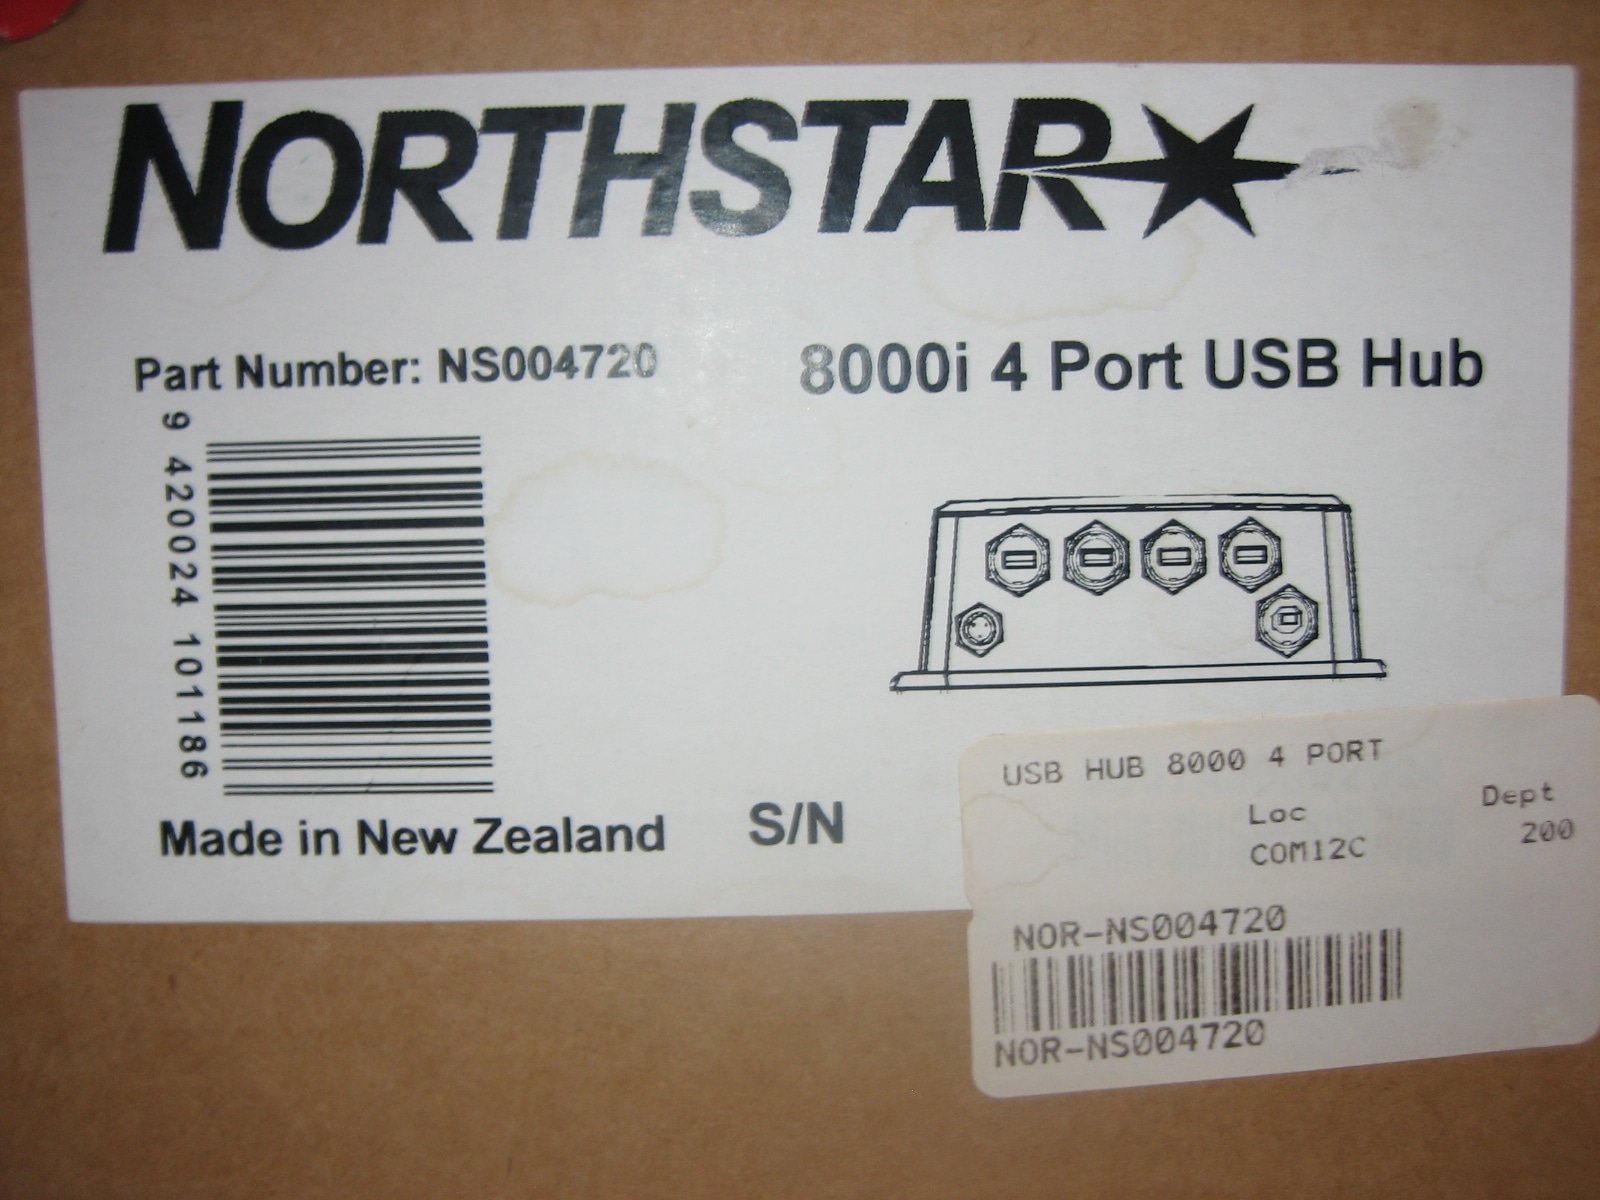 NORTHSTAR
Part Number: NS004720
8000i 4 Port USB Hub
9 420024 101186
Made in New Zealand
S/N
USB HUB 8000 4 PORT
Loc
Dept
COM12C
200
NOR-NS004720
NOR-NS004720